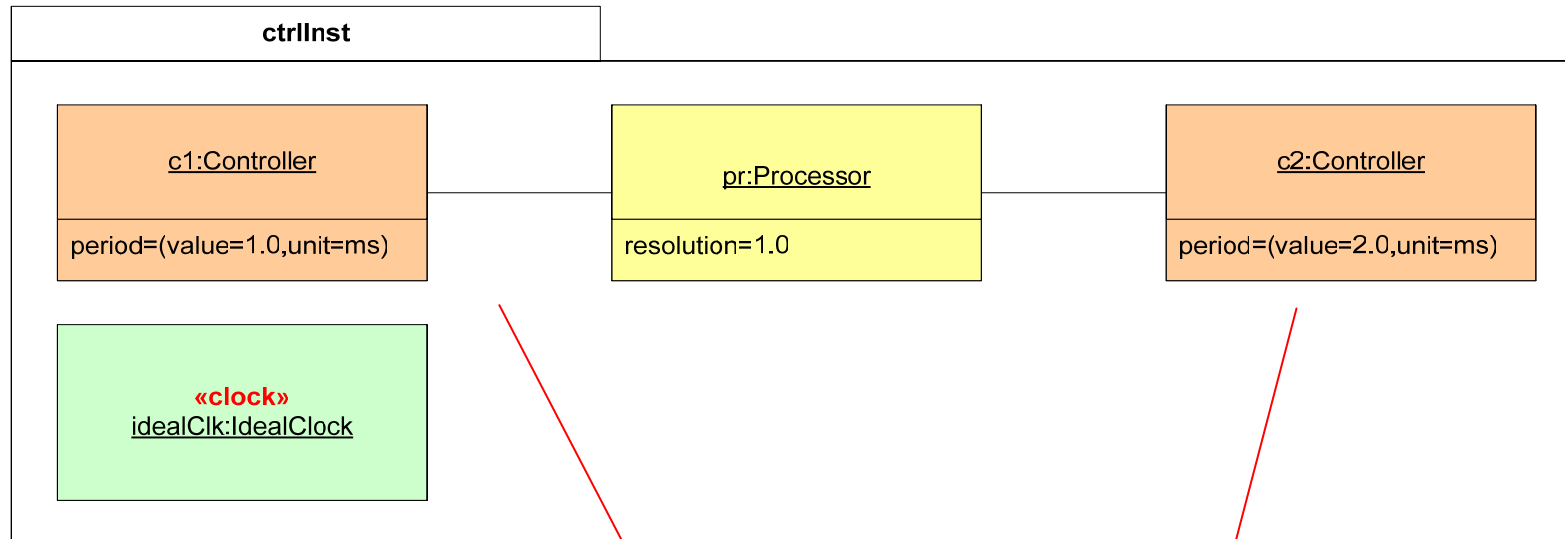 ctrlInst
c1:Controller
period=(value=1.0,unit=ms)
pr:Processor
resolution=1.0
c2:Controller
period=(value=2.0,unit=ms)
«clock»
idealClk:IdealClock